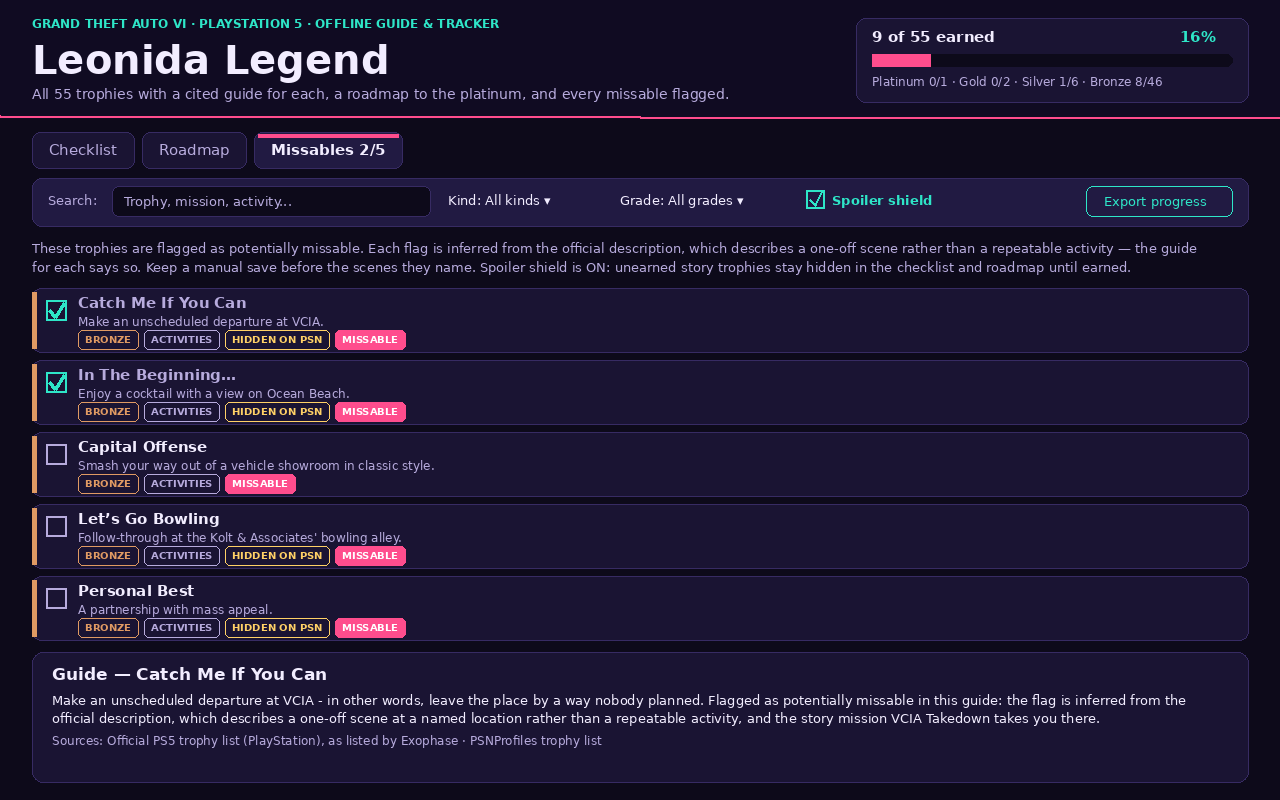 GRAND THEFT AUTO VI · PLAYSTATION 5 · OFFLINE GUIDE & TRACKER
Leonida Legend
All 55 trophies with a cited guide for each, a roadmap to the platinum, and every missable flagged.
9 of 55 earned 16%
Platinum 0/1 · Gold 0/2 · Silver 1/6 · Bronze 8/46
Checklist Roadmap Missables 2/5
Search: Trophy, mission, activity... Kind: All kinds ▾ Grade: All grades ▾ Spoiler shield Export progress
These trophies are flagged as potentially missable. Each flag is inferred from the official description, which describes a one-off scene rather than a repeatable activity — the guide
for each says so. Keep a manual save before the scenes they name. Spoiler shield is ON: unearned story trophies stay hidden in the checklist and roadmap until earned.
Catch Me If You Can
Make an unscheduled departure at VCIA.
BRONZE ACTIVITIES HIDDEN ON PSN MISSABLE
In The Beginning...
Enjoy a cocktail with a view on Ocean Beach.
BRONZE ACTIVITIES HIDDEN ON PSN MISSABLE
Capital Offense
Smash your way out of a vehicle showroom in classic style.
BRONZE ACTIVITIES MISSABLE
Let’s Go Bowling
Follow-through at the Kolt & Associates' bowling alley.
BRONZE ACTIVITIES HIDDEN ON PSN MISSABLE
Personal Best
A partnership with mass appeal.
BRONZE ACTIVITIES HIDDEN ON PSN MISSABLE
Guide — Catch Me If You Can
Make an unscheduled departure at VCIA - in other words, leave the place by a way nobody planned. Flagged as potentially missable in this guide: the flag is inferred from the
official description, which describes a one-off scene at a named location rather than a repeatable activity, and the story mission VCIA Takedown takes you there.
Sources: Official PS5 trophy list (PlayStation), as listed by Exophase · PSNProfiles trophy list